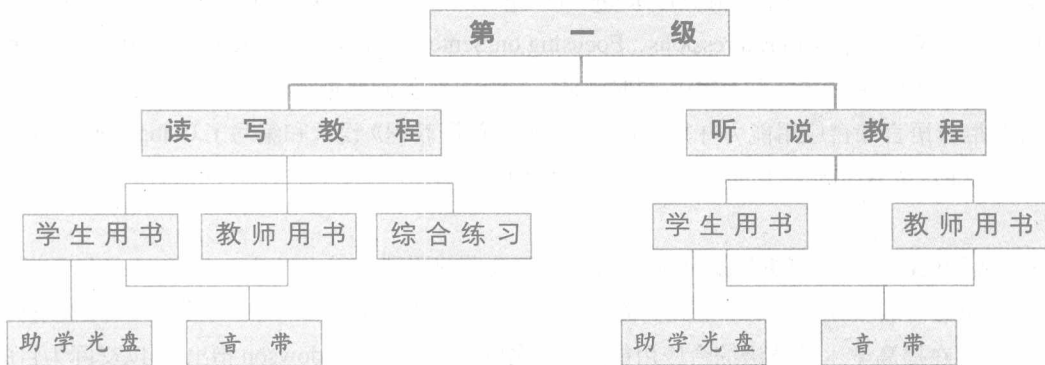 第一级
读写教程 听说教程
学生用书 教师用书 综合练习 学生用书 教师用书
助学光盘 音带 助学光盘 音带